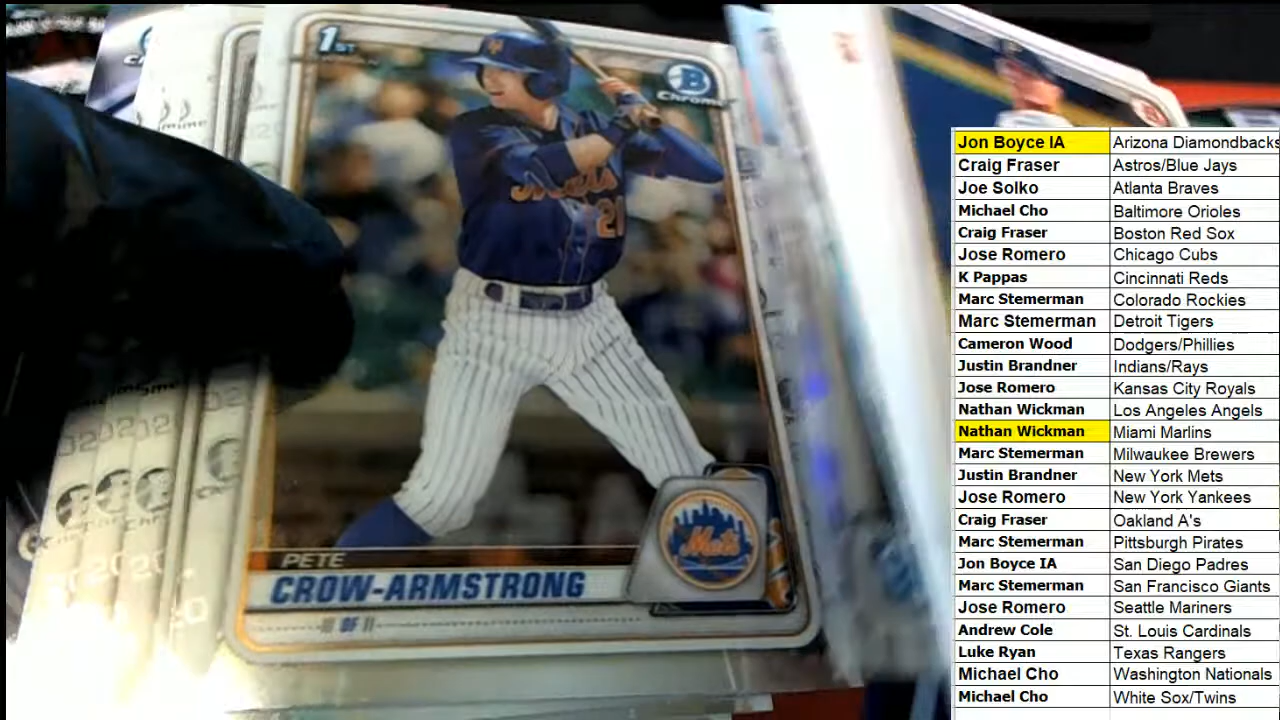 1ST
B
Chrome
Mets
21
Mets
PETE
CROW-ARMSTRONG
OF
Jon Boyce IA Arizona Diamondbacks
Craig Fraser Astros/Blue Jays
Joe Solko Atlanta Braves
Michael Cho Baltimore Orioles
Craig Fraser Boston Red Sox
Jose Romero Chicago Cubs
K Pappas Cincinnati Reds
Marc Stemerman Colorado Rockies
Marc Stemerman Detroit Tigers
Cameron Wood Dodgers/Phillies
Justin Brandner Indians/Rays
Jose Romero Kansas City Royals
Nathan Wickman Los Angeles Angels
Nathan Wickman Miami Marlins
Marc Stemerman Milwaukee Brewers
Justin Brandner New York Mets
Jose Romero New York Yankees
Craig Fraser Oakland A's
Marc Stemerman Pittsburgh Pirates
Jon Boyce IA San Diego Padres
Marc Stemerman San Francisco Giants
Jose Romero Seattle Mariners
Andrew Cole St. Louis Cardinals
Luke Ryan Texas Rangers
Michael Cho Washington Nationals
Michael Cho White Sox/Twins